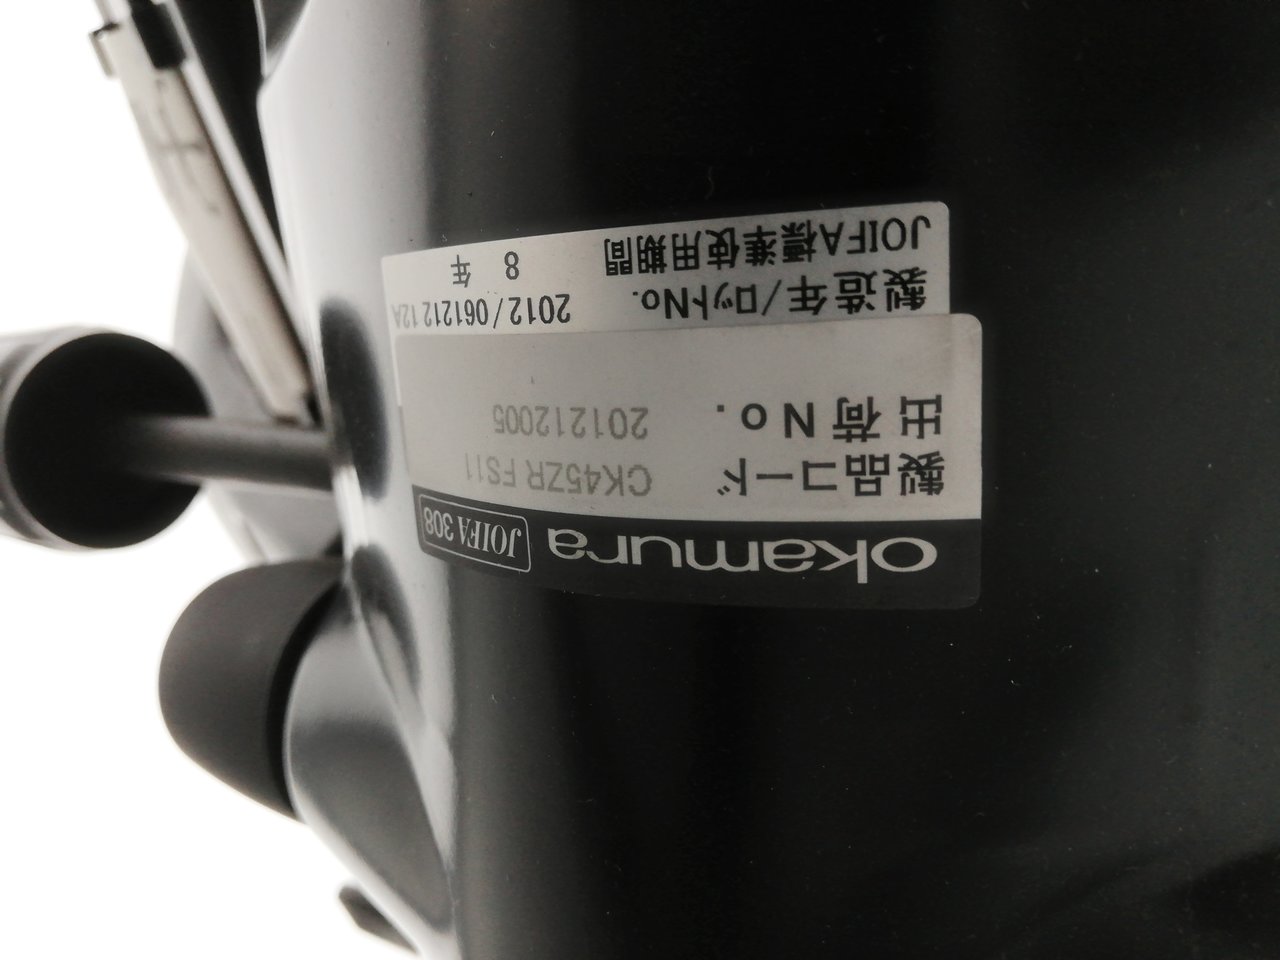 okamura JOIFA 308
製品コード CK45ZR FS11
出荷No. 201212005
製造年/ロットNo. 2012/061212 12A
JOIFA標準使用期間 8 年